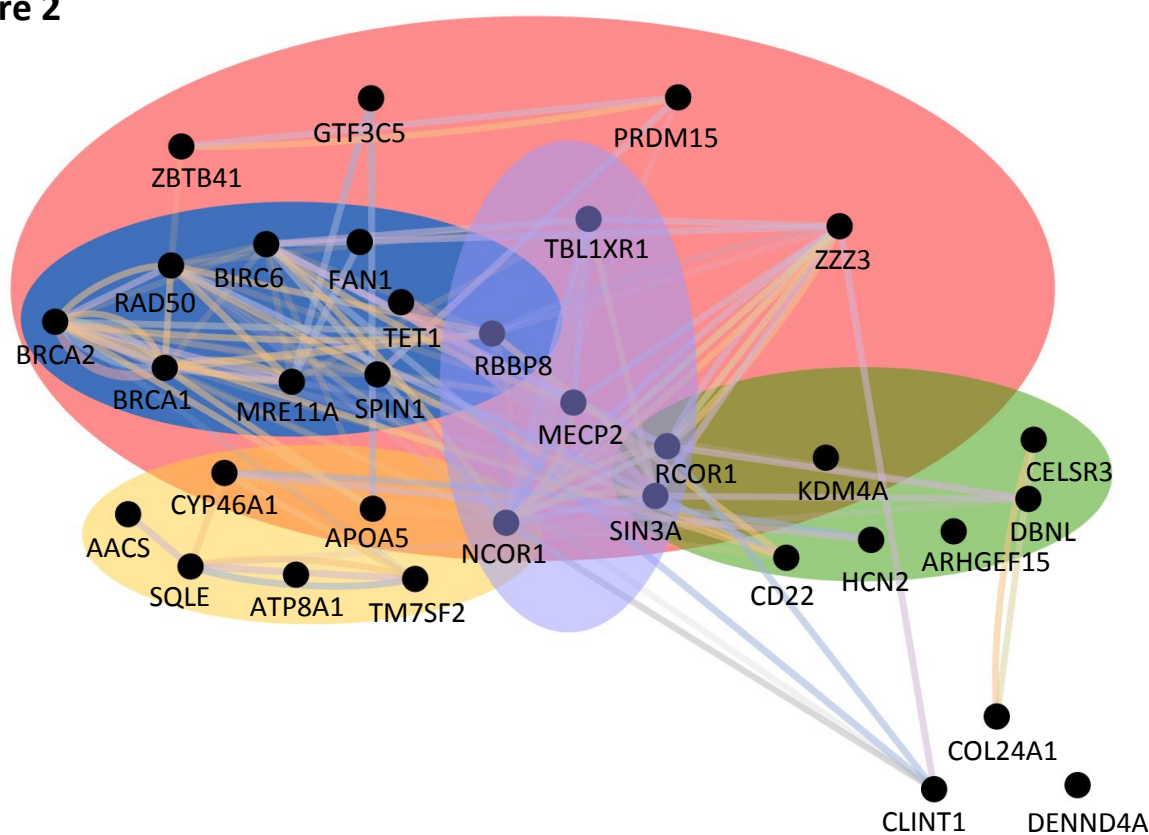 re 2
GTF3C5
PRDM15
ZBTB41
TBL1XR1
ZZZ3
BIRC6
FAN1
RAD50
TET1
BRCA2
RBBP8
BRCA1
MRE11A
SPIN1
MECP2
RCOR1
CELSR3
KDM4A
CYP46A1
APOA5
SIN3A
DBNL
AACS
NCOR1
ARHGEF15
HCN2
SQLE
ATP8A1
TM7SF2
CD22
COL24A1
CLINT1
DENND4A